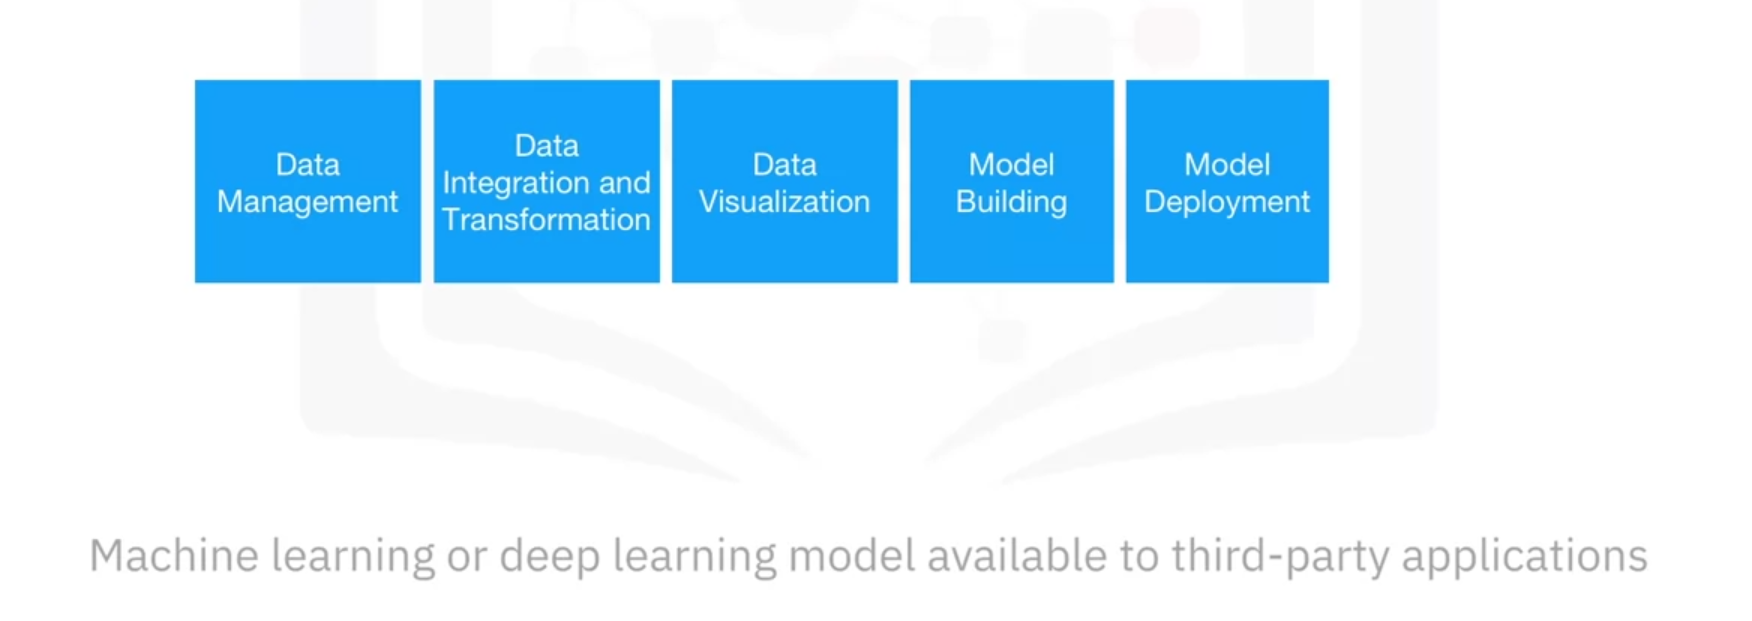 Data
Management
Data
Integration and
Transformation
Data
Visualization
Model
Building
Model
Deployment
Machine learning or deep learning model available to third-party applications